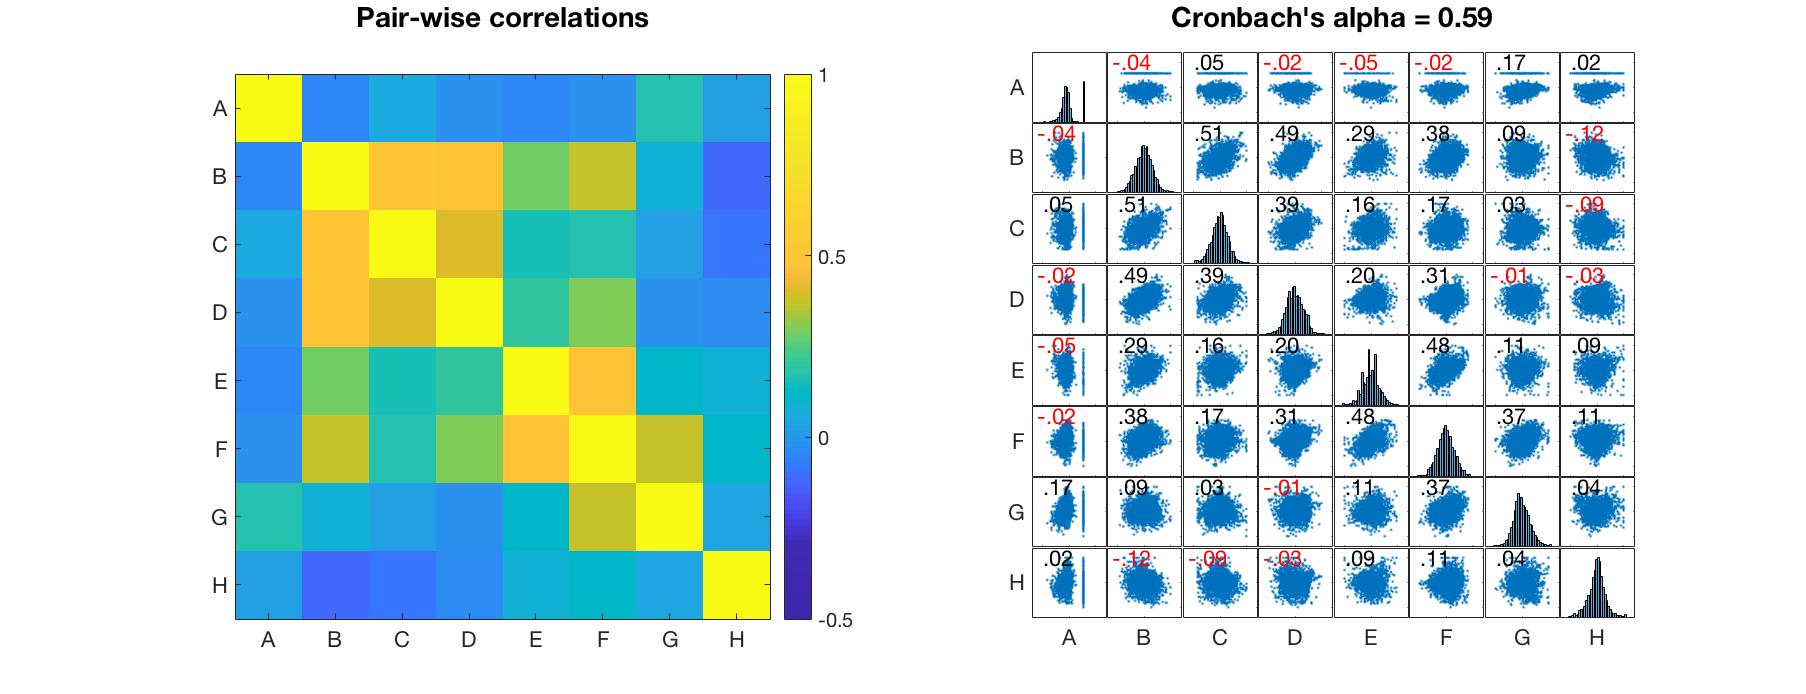 Pair-wise correlations
A
B
C
D
E
F
G
H
A B C D E F G H
1
0.5
0
-0.5
Cronbach's alpha = 0.59
A -.04 .05 -.02 -.05 -.02 .17 .02
B -.04 .51 .49 .29 .38 .09 -.12
C .05 .51 .39 .16 .17 .03 -.09
D -.02 .49 .39 .20 .31 -.01 -.03
E -.05 .29 .16 .20 .48 .11 .09
F -.02 .38 .17 .31 .48 .37 .11
G .17 .09 .03 -.01 .11 .37 .04
H .02 -.12 -.09 -.03 .09 .11 .04
A B C D E F G H